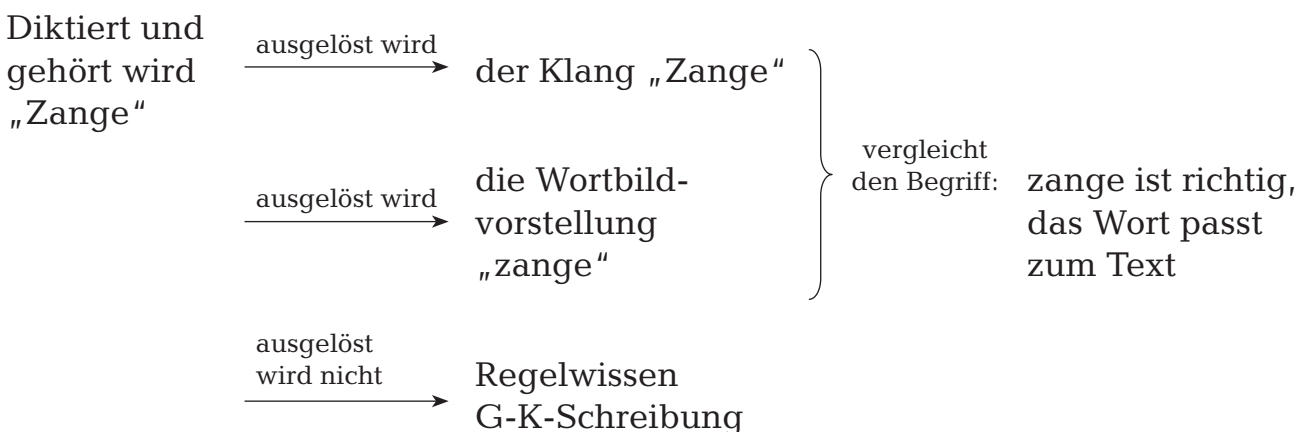 Diktiert und
gehört wird
„Zange“
ausgelöst wird
der Klang „Zange“
ausgelöst wird
die Wortbild-
vorstellung
„zange“
vergleicht
den Begriff:
zange ist richtig,
das Wort passt
zum Text
ausgelöst
wird nicht
Regelwissen
G-K-Schreibung